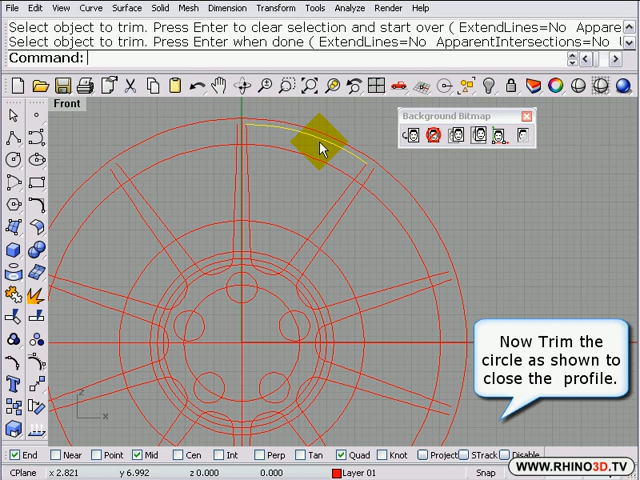 File Edit View Curve Surface Solid Mesh Dimension Transform Tools Analyze Render Help
Select object to trim. Press Enter to clear selection and start over ( ExtendLines=No Appare
Select object to trim. Press Enter when done ( ExtendLines=No ApparentIntersections=No
Command:
Front
Background Bitmap
Now Trim the
circle as shown to
close the profile.
z
x
End Near Point Mid Cen Int Perp Tan Quad Knot Project STrack Disable
CPlane x 2.821 y 6.992 z 0.000 0.000 Layer 01 Snap
WWW.RHINO3D.TV